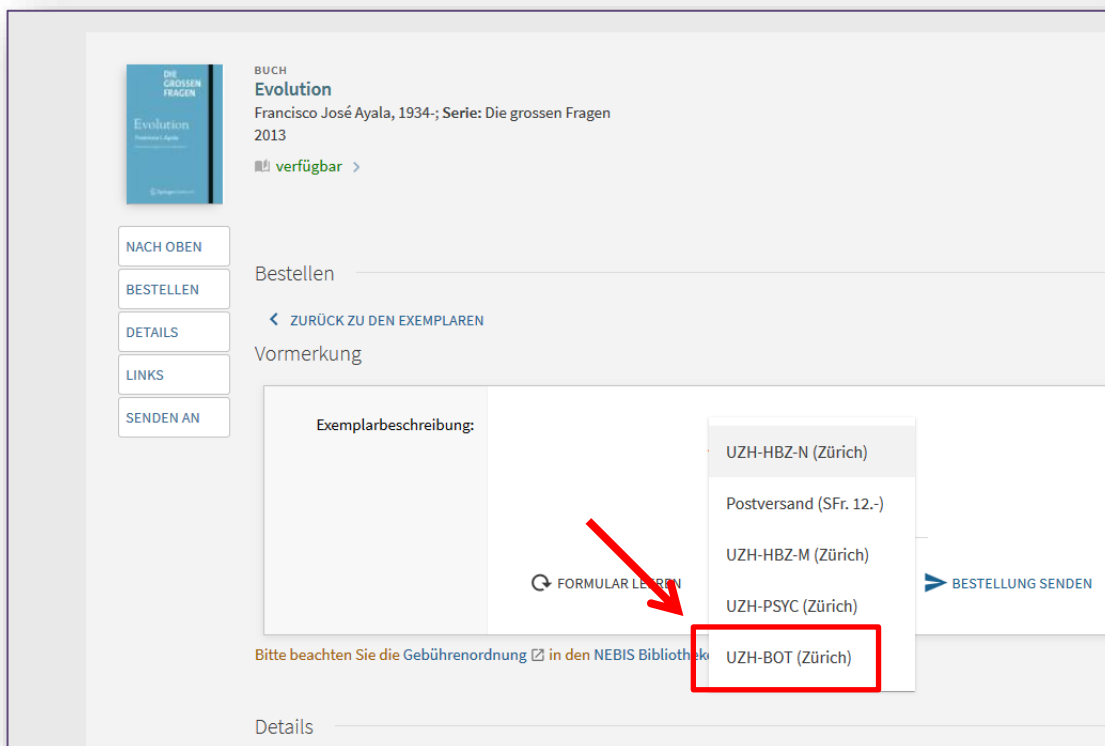 DIE
GROSSEN
FRAGEN
Evolution
BUCH
Evolution
Francisco José Ayala, 1934-; Serie: Die grossen Fragen
2013
verfügbar
NACH OBEN
BESTELLEN
DETAILS
LINKS
SENDEN AN
Bestellen
ZURÜCK ZU DEN EXEMPLAREN
Vormerkung
Exemplarbeschreibung:
UZH-HBZ-N (Zürich)
Postversand (SFr. 12.-)
UZH-HBZ-M (Zürich)
UZH-PSYC (Zürich)
UZH-BOT (Zürich)
FORMULAR LEEREN
BESTELLUNG SENDEN
Bitte beachten Sie die Gebührenordnung in den NEBIS Bibliotheke
Details